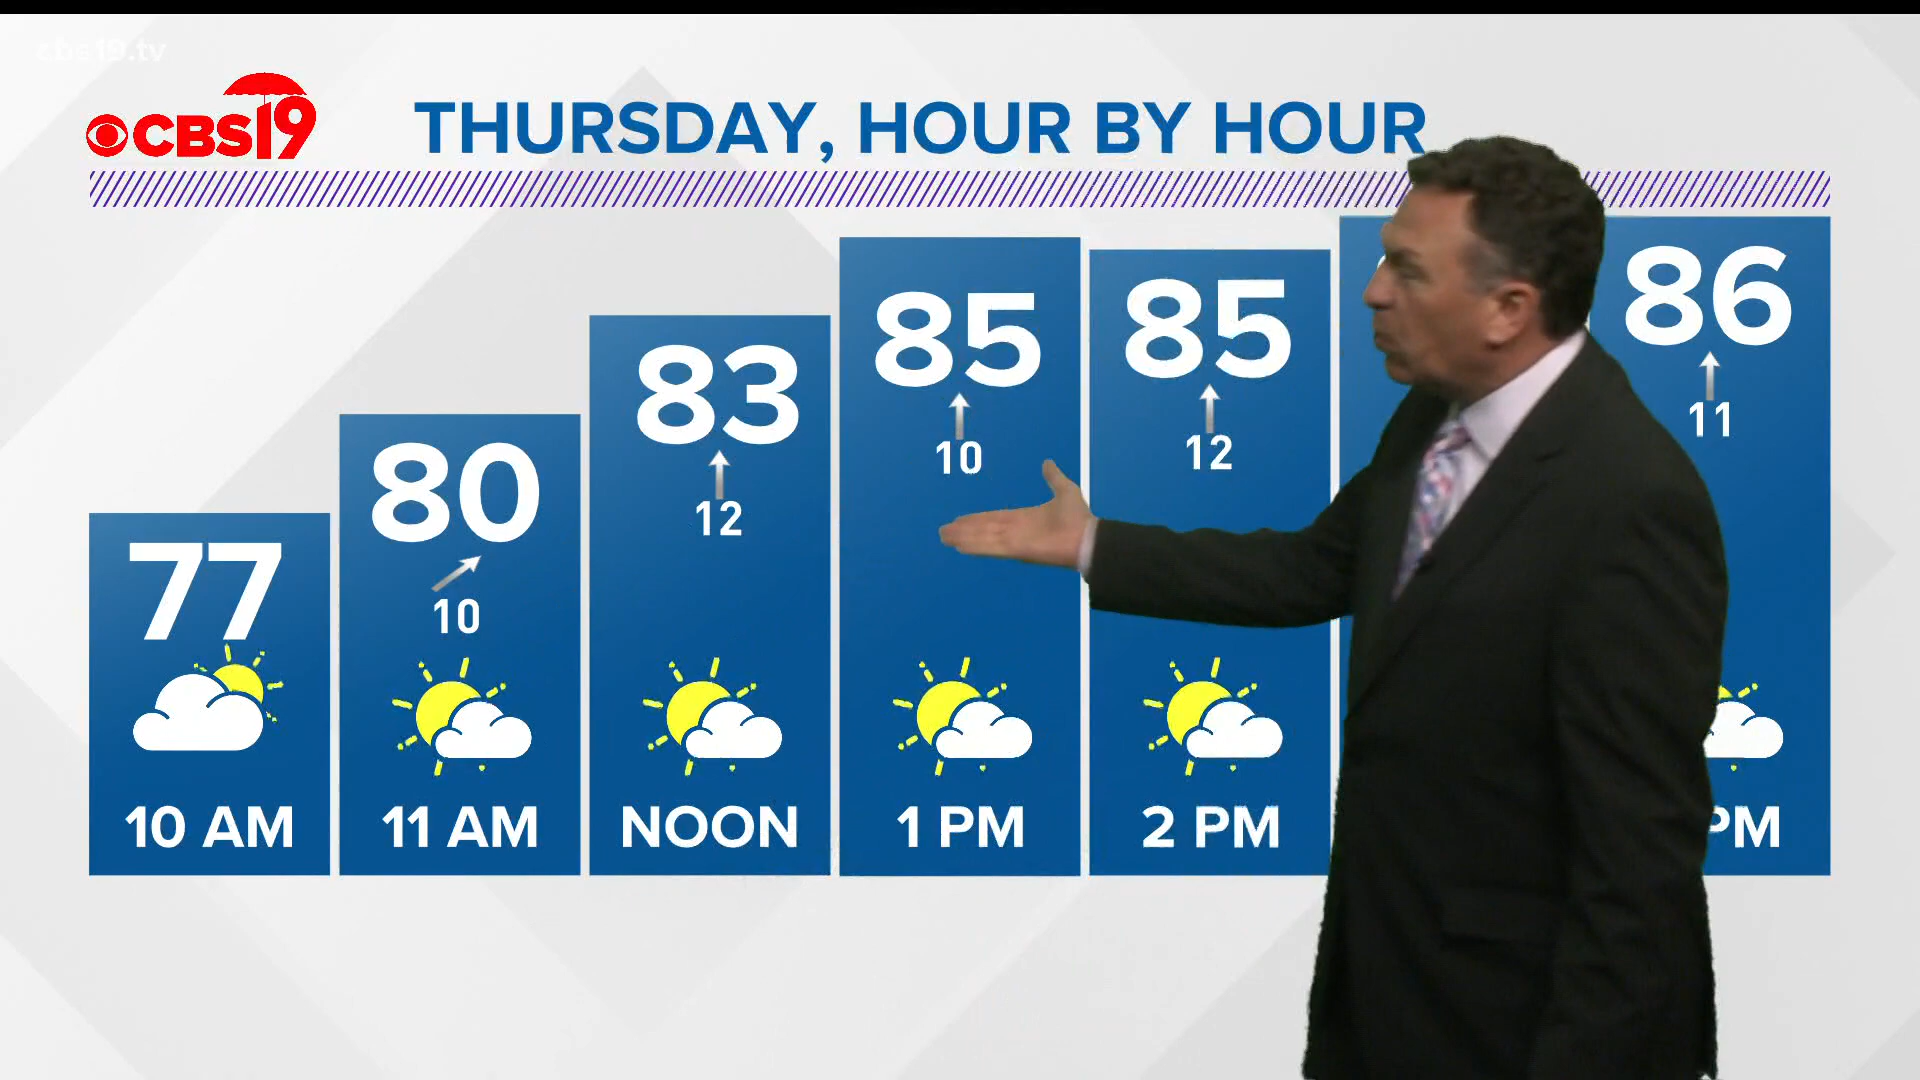 cbs19.tv
CBS19
THURSDAY, HOUR BY HOUR
77
10 AM
80
10
11 AM
83
12
NOON
85
10
1 PM
85
12
2 PM
86
11
PM